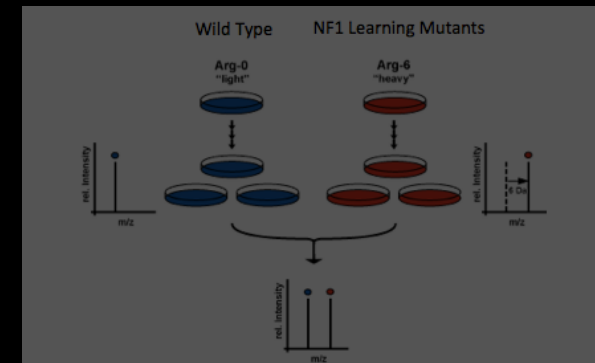 Wild Type
NF1 Learning Mutants
Arg-0
"light"
Arg-6
"heavy"
rel. Intensity
m/z
rel. Intensity
6 Da
m/z
rel. Intensity
m/z